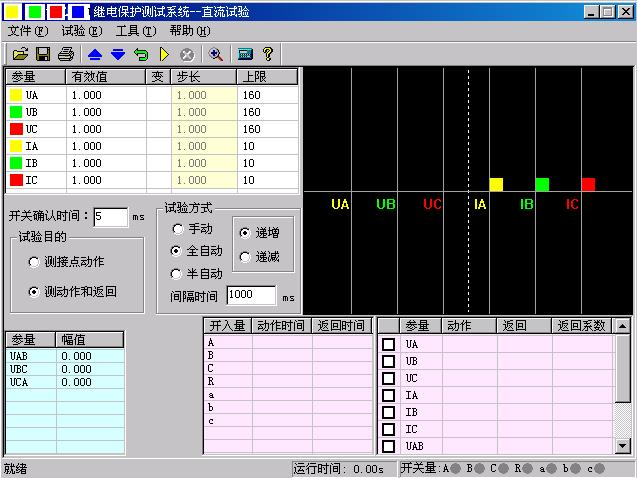 继电保护测试系统--直流试验
文件(F) 试验(E) 工具(T) 帮助(H)
参量 有效值 变 步长 上限
UA 1.000 1.000 160
UB 1.000 1.000 160
UC 1.000 1.000 160
IA 1.000 1.000 10
IB 1.000 1.000 10
IC 1.000 1.000 10
UA UB UC IA IB IC
开关确认时间： 5 ms
试验目的
测接点动作
测动作和返回
试验方式
手动
全自动
半自动
递增
递减
间隔时间 1000 ms
参量 幅值
UAB 0.000
UBC 0.000
UCA 0.000
开入量 动作时间 返回时间
A
B
C
R
a
b
c
参量 动作 返回 返回系数
UA
UB
UC
IA
IB
IC
UAB
就绪 运行时间: 0.00s 开关量: A B C R a b c